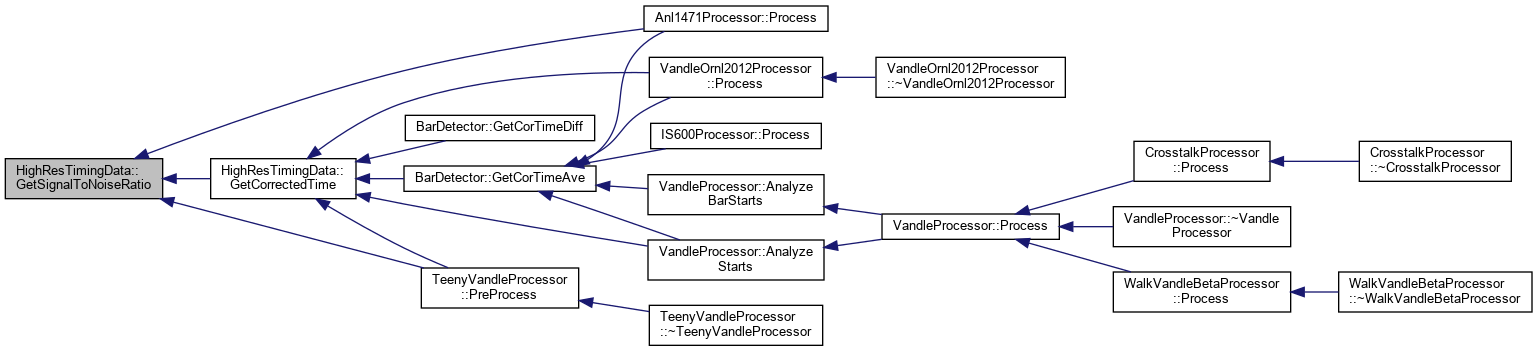 HighResTimingData::
GetSignalToNoiseRatio
HighResTimingData::
GetCorrectedTime
Anl1471Processor::Process
VandleOrnl2012Processor
::Process
VandleOrnl2012Processor
::~VandleOrnl2012Processor
BarDetector::GetCorTimeDiff
IS600Processor::Process
BarDetector::GetCorTimeAve
VandleProcessor::Analyze
BarStarts
VandleProcessor::Analyze
Starts
TeenyVandleProcessor
::PreProcess
TeenyVandleProcessor
::~TeenyVandleProcessor
VandleProcessor::Process
CrosstalkProcessor
::Process
CrosstalkProcessor
::~CrosstalkProcessor
VandleProcessor::~Vandle
Processor
WalkVandleBetaProcessor
::Process
WalkVandleBetaProcessor
::~WalkVandleBetaProcessor